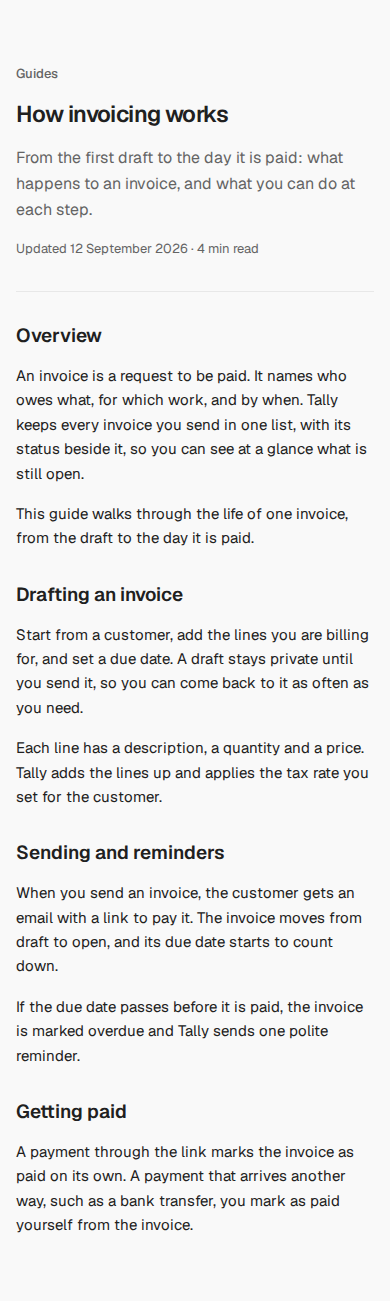 Guides
How invoicing works
From the first draft to the day it is paid: what
happens to an invoice, and what you can do at
each step.
Updated 12 September 2026 · 4 min read
Overview
An invoice is a request to be paid. It names who
owes what, for which work, and by when. Tally
keeps every invoice you send in one list, with its
status beside it, so you can see at a glance what is
still open.
This guide walks through the life of one invoice,
from the draft to the day it is paid.
Drafting an invoice
Start from a customer, add the lines you are billing
for, and set a due date. A draft stays private until
you send it, so you can come back to it as often as
you need.
Each line has a description, a quantity and a price.
Tally adds the lines up and applies the tax rate you
set for the customer.
Sending and reminders
When you send an invoice, the customer gets an
email with a link to pay it. The invoice moves from
draft to open, and its due date starts to count
down.
If the due date passes before it is paid, the invoice
is marked overdue and Tally sends one polite
reminder.
Getting paid
A payment through the link marks the invoice as
paid on its own. A payment that arrives another
way, such as a bank transfer, you mark as paid
yourself from the invoice.